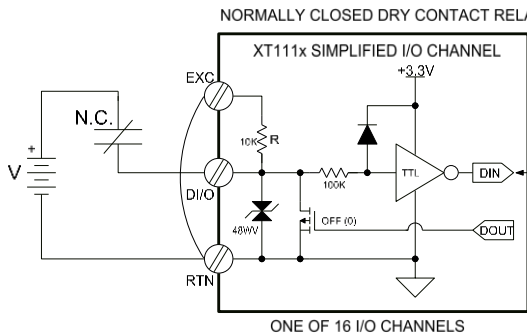 NORMALLY CLOSED DRY CONTACT RELA
XT111x SIMPLIFIED I/O CHANNEL
+3.3V
EXC
N.C.
10K
R
+
V
DI/O
100K
TTL
DIN
48WV
OFF (0)
DOUT
RTN
ONE OF 16 I/O CHANNELS